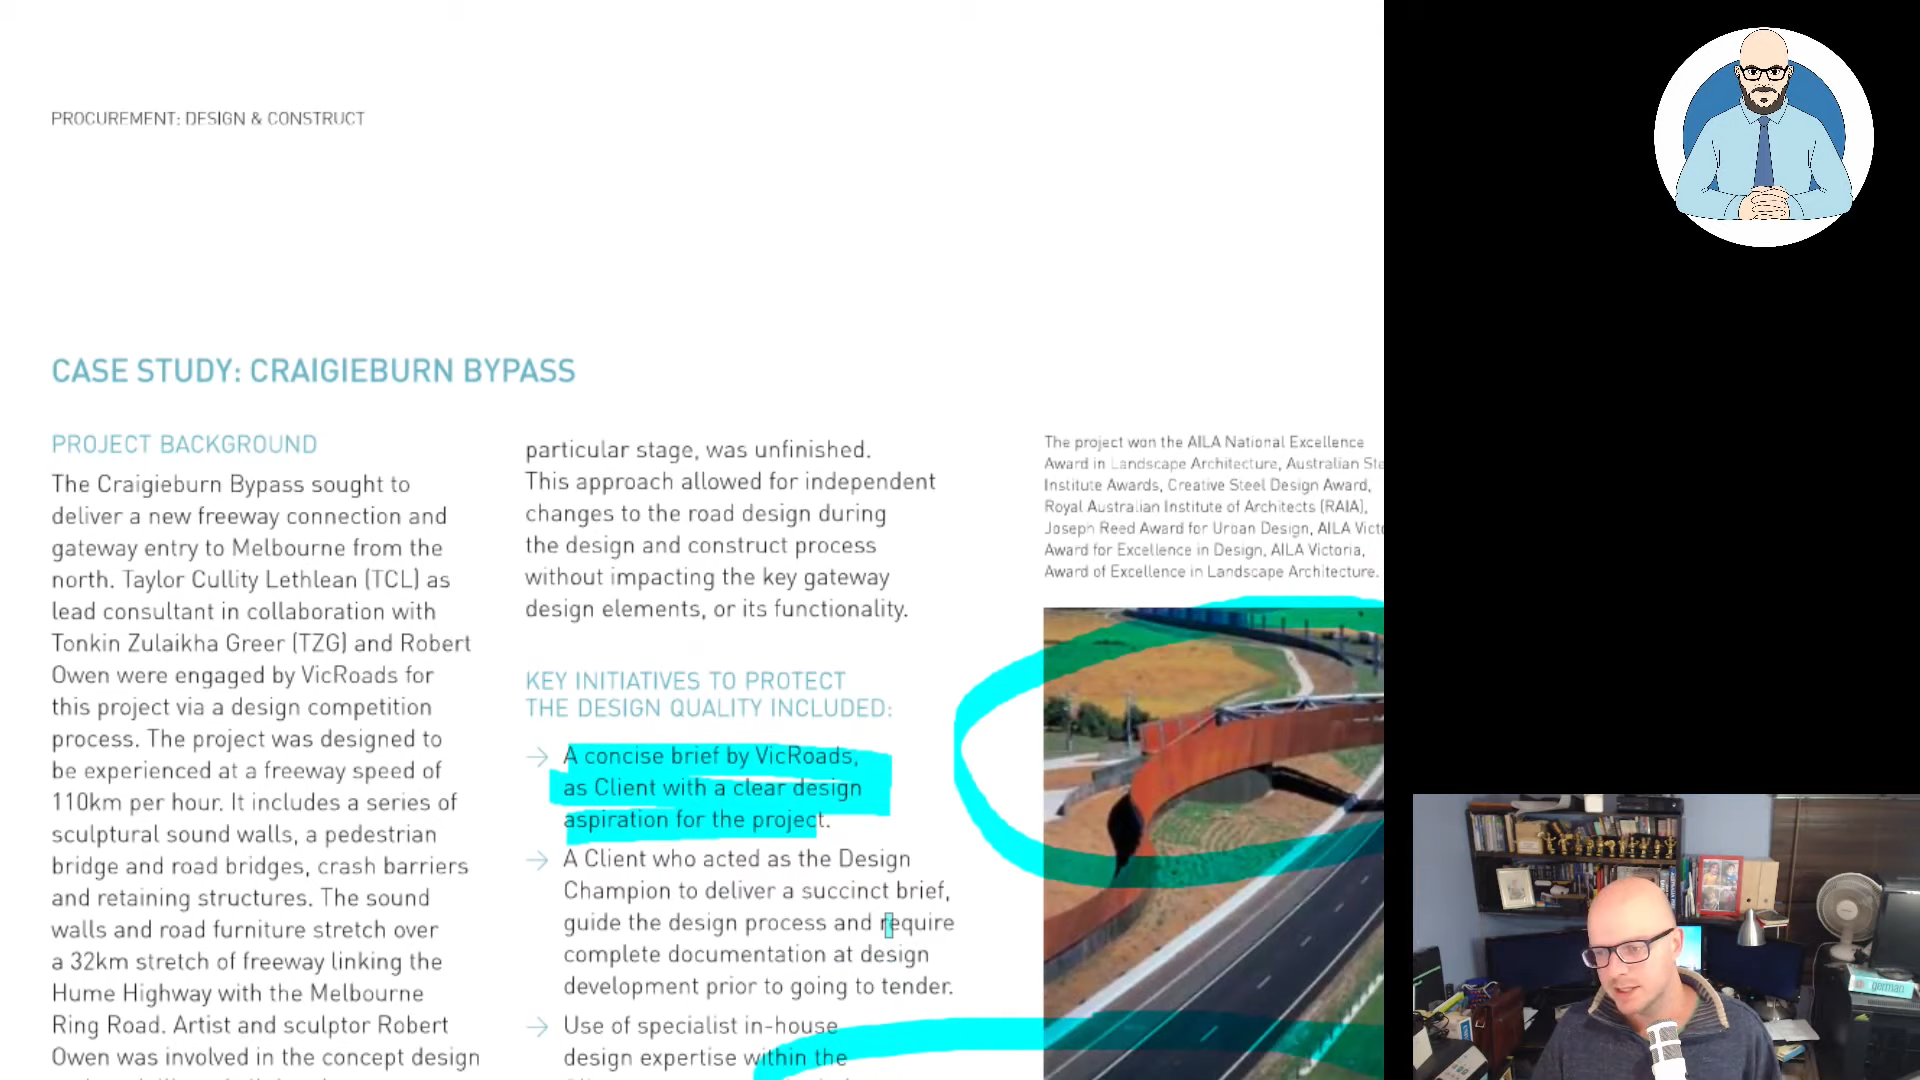 PROCUREMENT: DESIGN & CONSTRUCT
CASE STUDY: CRAIGIEBURN BYPASS
PROJECT BACKGROUND
The Craigieburn Bypass sought to
deliver a new freeway connection and
gateway entry to Melbourne from the
north. Taylor Cullity Lethlean (TCL) as
lead consultant in collaboration with
Tonkin Zulaikha Greer (TZG) and Robert
Owen were engaged by VicRoads for
this project via a design competition
process. The project was designed to
be experienced at a freeway speed of
110km per hour. It includes a series of
sculptural sound walls, a pedestrian
bridge and road bridges, crash barriers
and retaining structures. The sound
walls and road furniture stretch over
a 32km stretch of freeway linking the
Hume Highway with the Melbourne
Ring Road. Artist and sculptor Robert
Owen was involved in the concept design
particular stage, was unfinished.
This approach allowed for independent
changes to the road design during
the design and construct process
without impacting the key gateway
design elements, or its functionality.
KEY INITIATIVES TO PROTECT
THE DESIGN QUALITY INCLUDED:
→ A concise brief by VicRoads,
as Client with a clear design
aspiration for the project.
→ A Client who acted as the Design
Champion to deliver a succinct brief,
guide the design process and require
complete documentation at design
development prior to going to tender.
→ Use of specialist in-house
design expertise within the
The project won the AILA National Excellence
Award in Landscape Architecture, Australian Ste
Institute Awards, Creative Steel Design Award,
Royal Australian Institute of Architects (RAIA),
Joseph Reed Award for Urban Design, AILA Victo
Award for Excellence in Design, AILA Victoria,
Award of Excellence in Landscape Architecture.
german